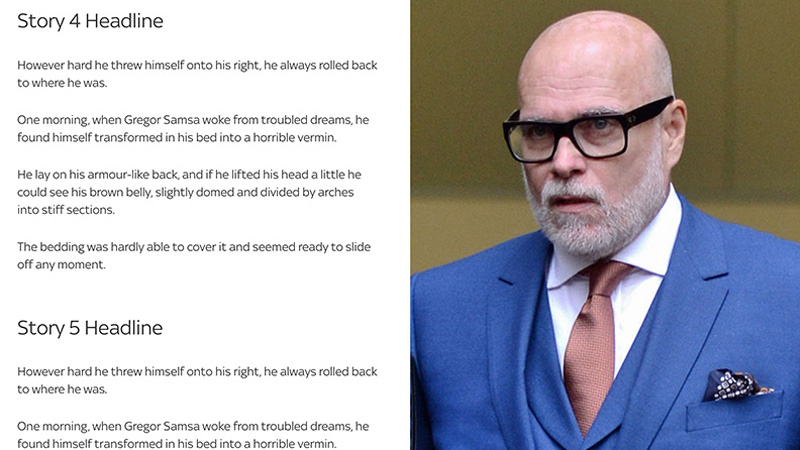 Story 4 Headline
However hard he threw himself onto his right, he always rolled back
to where he was.
One morning, when Gregor Samsa woke from troubled dreams, he
found himself transformed in his bed into a horrible vermin.
He lay on his armour-like back, and if he lifted his head a little he
could see his brown belly, slightly domed and divided by arches
into stiff sections.
The bedding was hardly able to cover it and seemed ready to slide
off any moment.
Story 5 Headline
However hard he threw himself onto his right, he always rolled back
to where he was.
One morning, when Gregor Samsa woke from troubled dreams, he
found himself transformed in his bed into a horrible vermin.